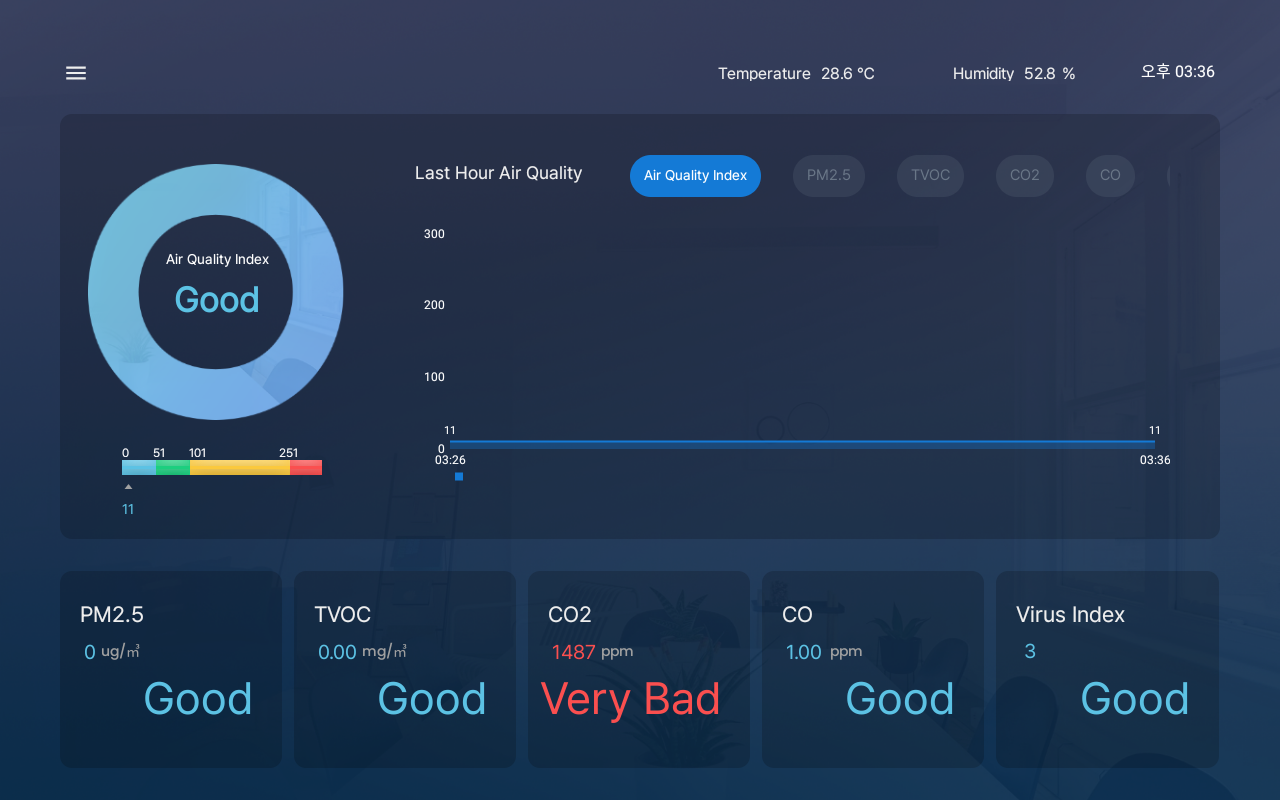 Temperature 28.6 °C Humidity 52.8 % 오후 03:36
Last Hour Air Quality
Air Quality Index PM2.5 TVOC CO2 CO
Air Quality Index
Good
0 51 101 251
11
300
200
100
0
11 11
03:26 03:36
PM2.5
0 ug/㎥
Good
TVOC
0.00 mg/㎥
Good
CO2
1487 ppm
Very Bad
CO
1.00 ppm
Good
Virus Index
3
Good